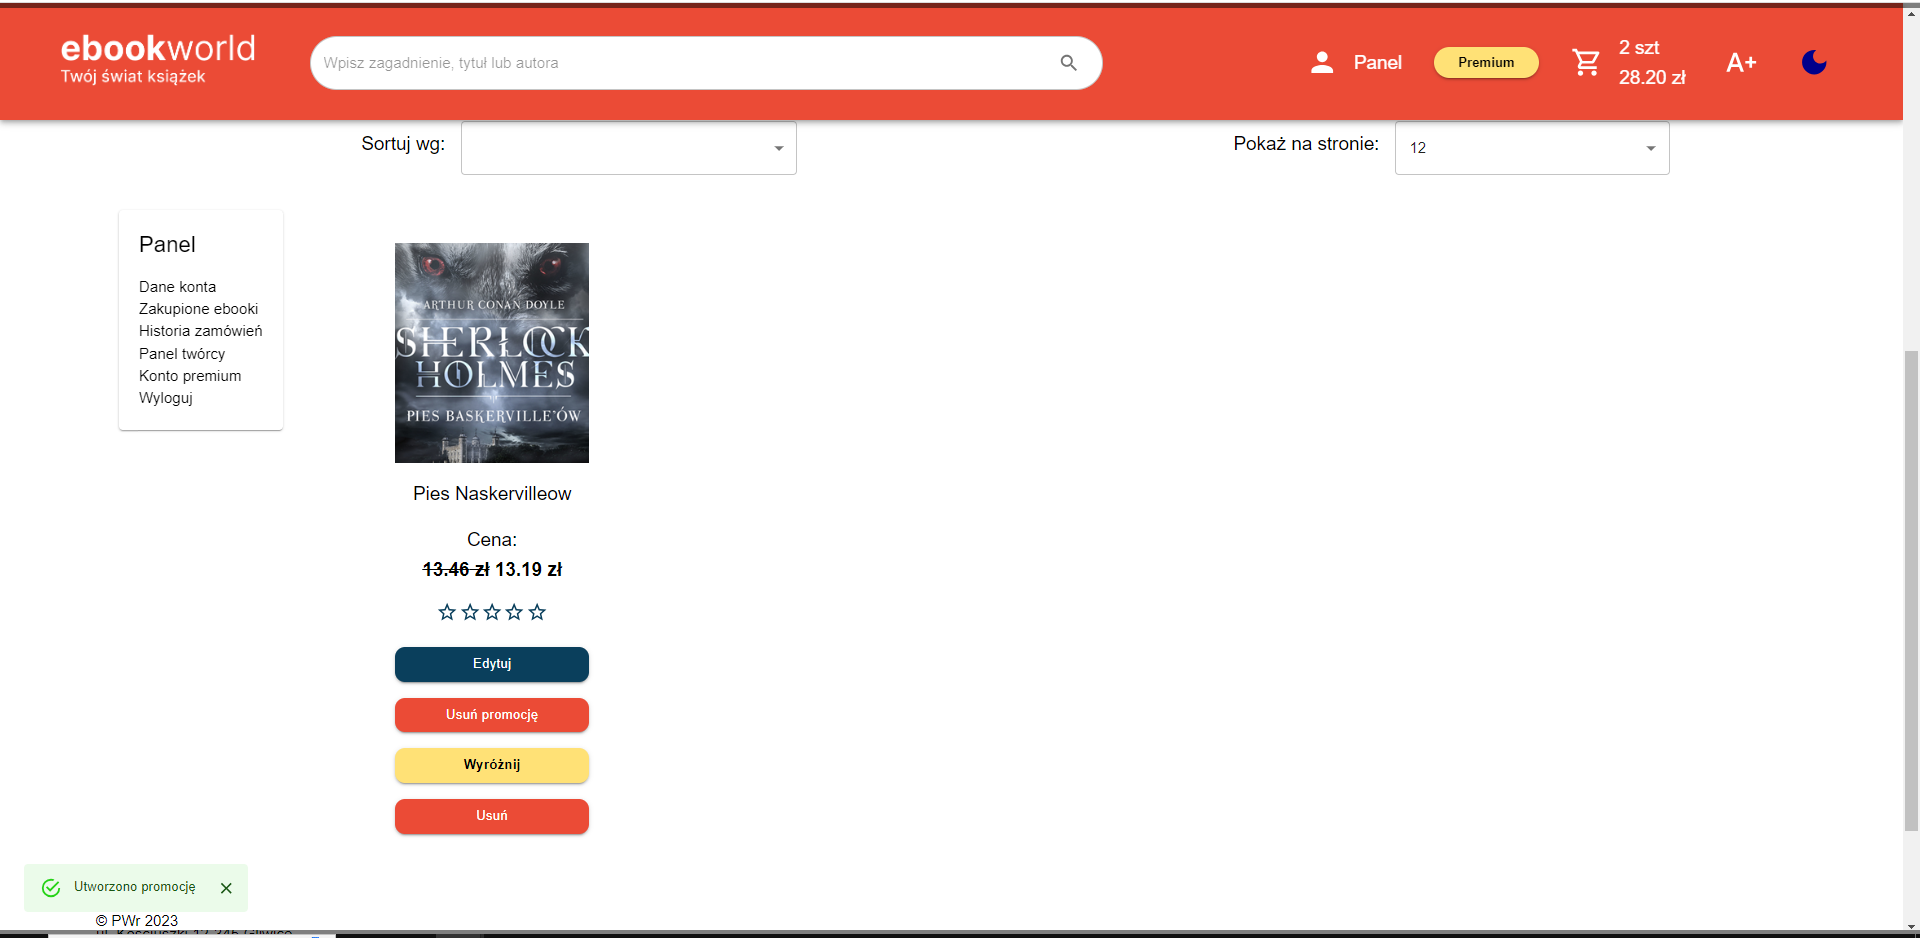 ebookworld
Twój świat książek
Wpisz zagadnienie, tytuł lub autora
Panel
Premium
2 szt
28.20 zł
A+
Sortuj wg:
Pokaż na stronie:
12
Panel
Dane konta
Zakupione ebooki
Historia zamówień
Panel twórcy
Konto premium
Wyloguj
ARTHUR CONAN DOYLE
SHERLOCK
HOLMES
PIES BASKERVILLE'ÓW
Pies Naskervilleow
Cena:
13.46 zł 13.19 zł
Edytuj
Usuń promocję
Wyróżnij
Usuń
Utworzono promocję
© PWr 2023